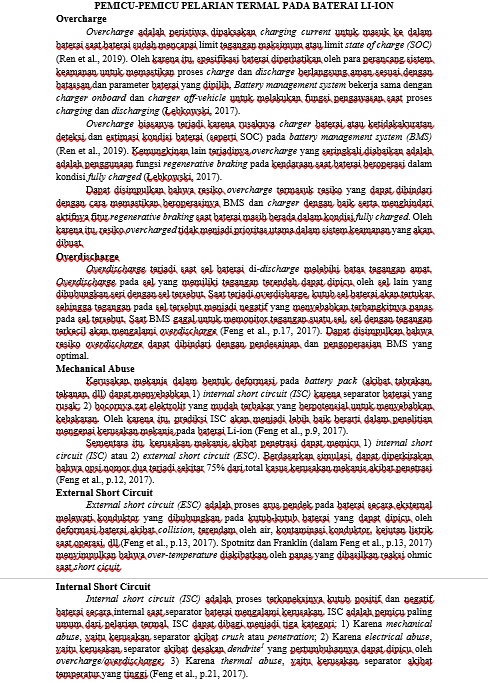 PEMICU-PEMICU PELARIAN TERMAL PADA BATERAI LI-ION
Overcharge
Overcharge adalah peristiwa dipaksakan charging current untuk masuk ke dalam
baterai saat baterai sudah mencapai limit tegangan maksimum atau limit state of charge (SOC)
(Ren et al., 2019). Oleh karena itu, spesifikasi baterai diperhatikan oleh para perancang sistem
keamanan untuk memastikan proses charge dan discharge berlangsung aman sesuai dengan
batasan dan parameter baterai yang dipilih. Battery management system bekerja sama dengan
charger onboard dan charger off-vehicle untuk melakukan fungsi pengawasan saat proses
charging dan discharging (Łebkowski, 2017).
Overcharge biasanya terjadi karena rusaknya charger baterai atau ketidakakuratan
deteksi dan estimasi kondisi baterai (seperti SOC) pada battery management system (BMS)
(Ren et al., 2019). Kemungkinan lain terjadinya overcharge yang seringkali diabaikan adalah
adalah penggunaan fungsi regenerative braking pada kendaraan saat baterai beroperasi dalam
kondisi fully charged (Łebkowski, 2017).
Dapat disimpulkan bahwa resiko overcharge termasuk resiko yang dapat dihindari
dengan cara memastikan beroperasinya BMS dan charger dengan baik serta menghindari
aktifnya fitur regenerative braking saat baterai masih berada dalam kondisi fully charged. Oleh
karena itu, resiko overcharged tidak menjadi prioritas utama dalam sistem keamanan yang akan
dibuat.
Overdischarge
Overdischarge terjadi saat sel baterai di-discharge melebihi batas tegangan amat.
Overdischarge pada sel yang memiliki tegangan terendah dapat dipicu oleh sel lain yang
dihubungkan seri dengan sel tersebut. Saat terjadi overdisharge, kutub sel baterai akan tertukar
sehingga tegangan pada sel tersebut menjadi negatif yang menyebabkan terbangkitnya panas
pada sel tersebut. Saat BMS gagal untuk memonitor tegangan suatu sel, sel dengan tegangan
terkecil akan mengalami overdischarge (Feng et al., p.17, 2017). Dapat disimpulkan bahwa
resiko overdischarge dapat dihindari dengan pendesainan dan pengoperasian BMS yang
optimal.
Mechanical Abuse
Kerusakan mekanis dalam bentuk deformasi pada battery pack (akibat tabrakan,
tekanan, dll) dapat menyebabkan 1) internal short circuit (ISC) karena separator baterai yang
rusak; 2) bocornya zat elektrolit yang mudah terbakar yang berpotensial untuk menyebabkan
kebakaran. Oleh karena itu, prediksi ISC akan menjadi lebih baik berarti dalam penelitian
mengenai kerusakan mekanis pada baterai Li-ion (Feng et al., p.9, 2017).
Sementara itu, kerusakan mekanis akibat penetrasi dapat memicu 1) internal short
circuit (ISC) atau 2) external short circuit (ESC). Berdasarkan simulasi, dapat diperkirakan
bahwa opsi nomor dua terjadi sekitar 75% dari total kasus kerusakan mekanis akibat penetrasi
(Feng et al., p.12, 2017).
External Short Circuit
External short circuit (ESC) adalah proses arus pendek pada baterai secara eksternal
melewati konduktor yang dihubungkan pada kutub-kutub baterai yang dapat dipicu oleh
deformasi baterai akibat collision, terendam oleh air, kontaminasi konduktor, kejutan listrik
saat operasi, dll (Feng et al., p.13, 2017). Spotnitz dan Franklin (dalam Feng et al., p.13, 2017)
menyimpulkan bahwa over-temperature diakibatkan oleh panas yang dihasilkan reaksi ohmic
saat short cicuit.
Internal Short Circuit
Internal short circuit (ISC) adalah proses terkoneksinya kutub positif dan negatif
baterai secara internal saat separator baterai mengalami kerusakan. ISC adalah pemicu paling
umum dari pelarian termal. ISC dapat dibagi menjadi tiga kategori: 1) Karena mechanical
abuse, yaitu kerusakan separator akibat crush atau penetration; 2) Karena electrical abuse,
yaitu kerusakan separator akibat desakan dendrite¹ yang pertumbuhannya dapat dipicu oleh
overcharge/overdischarge; 3) Karena thermal abuse, yaitu kerusakan separator akibat
temperatur yang tinggi (Feng et al., p.21, 2017).